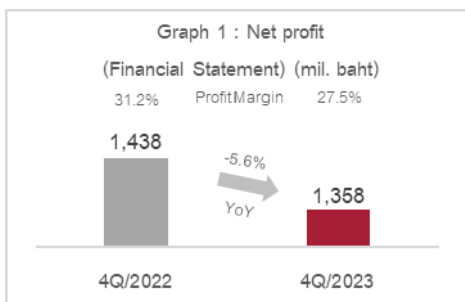 Graph 1 : Net profit
(Financial Statement) (mil. baht)
31.2% ProfitMargin 27.5%
1,438
-5.6%
YoY
1,358
4Q/2022 4Q/2023